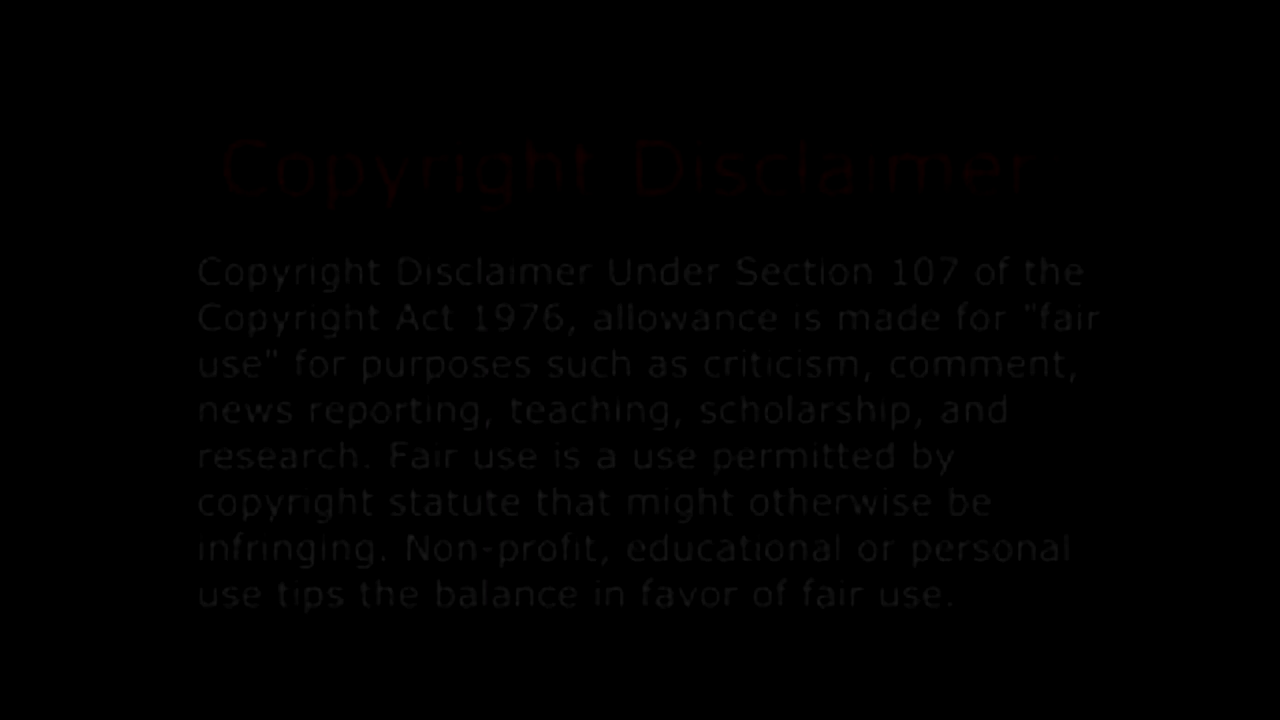 Copyright Disclaimer
Copyright Disclaimer Under Section 107 of the
Copyright Act 1976, allowance is made for "fair
use" for purposes such as criticism, comment,
news reporting, teaching, scholarship, and
research. Fair use is a use permitted by
copyright statute that might otherwise be
infringing. Non-profit, educational or personal
use tips the balance in favor of fair use.